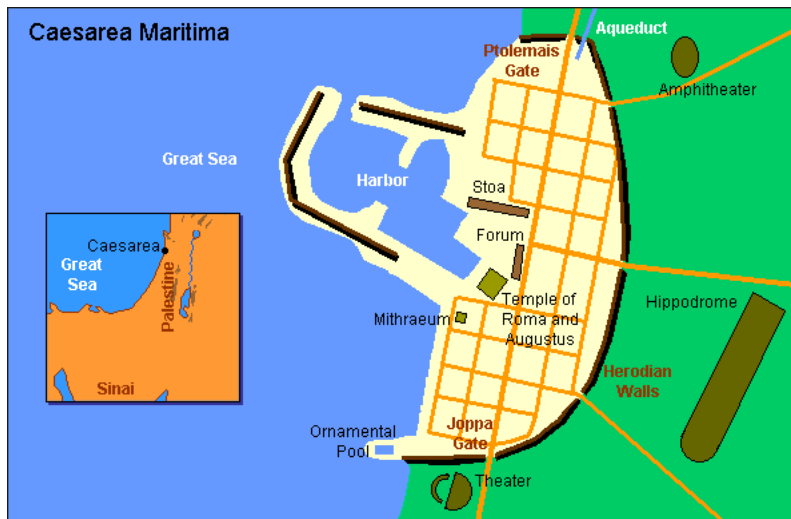 Caesarea Maritima
Aqueduct
Ptolemais
Gate
Amphitheater
Great Sea
Harbor
Stoa
Forum
Caesarea
Great
Sea
Palestine
Sinai
Temple of
Roma and
Augustus
Mithraeum
Hippodrome
Herodian
Walls
Joppa
Gate
Ornamental
Pool
Theater